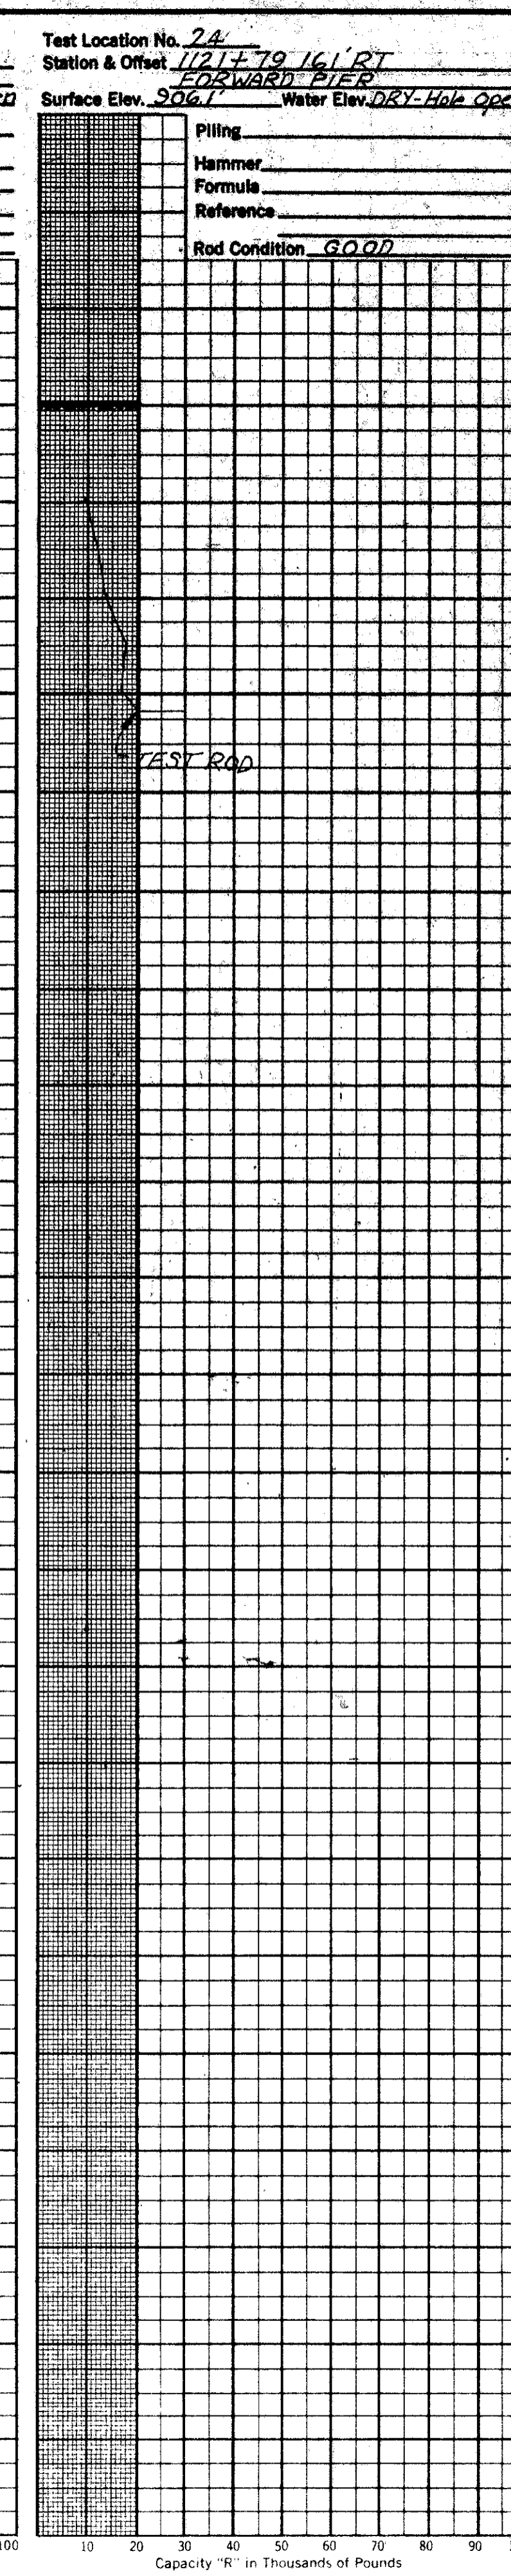 Test Location No. 24
Station & Offset 1121+79 161' RT
FORWARD PIER
Surface Elev. 906.1' Water Elev. DRY-Hole Ope
Piling
Hammer
Formula
Reference
Rod Condition GOOD
TEST ROD
100 10 20 30 40 50 60 70 80 90
Capacity "R" in Thousands of Pounds